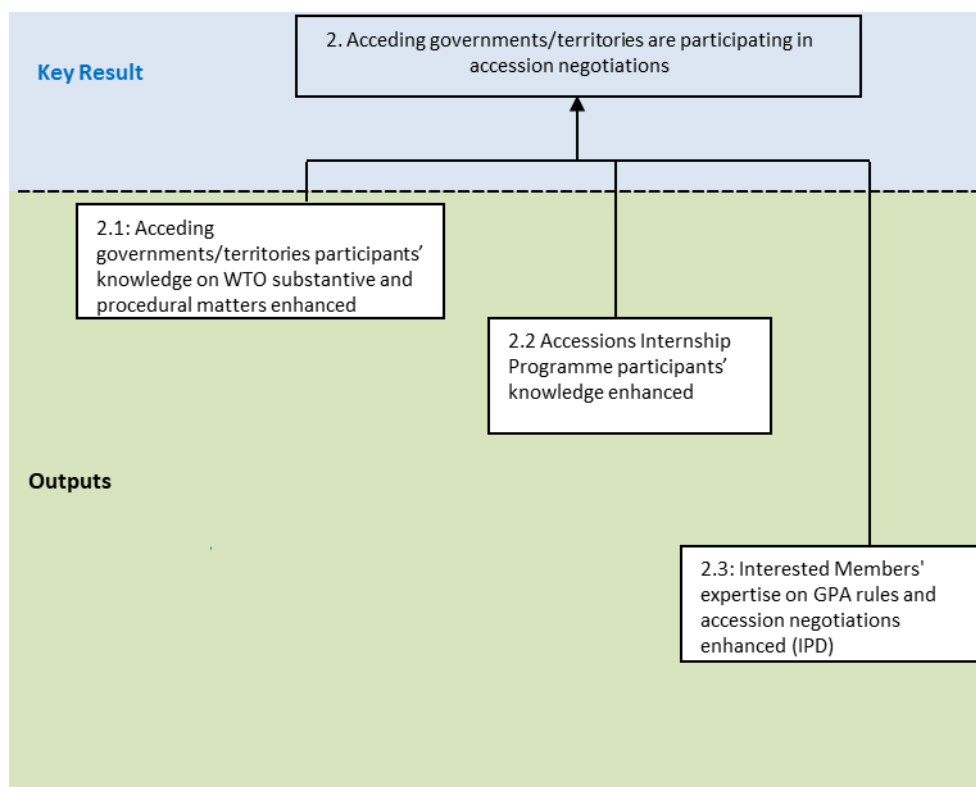 2. Acceding governments/territories are participating in
accession negotiations
Key Result
2.1: Acceding
governments/territories participants’
knowledge on WTO substantive and
procedural matters enhanced
2.2 Accessions Internship
Programme participants’
knowledge enhanced
Outputs
2.3: Interested Members'
expertise on GPA rules and
accession negotiations
enhanced (IPD)